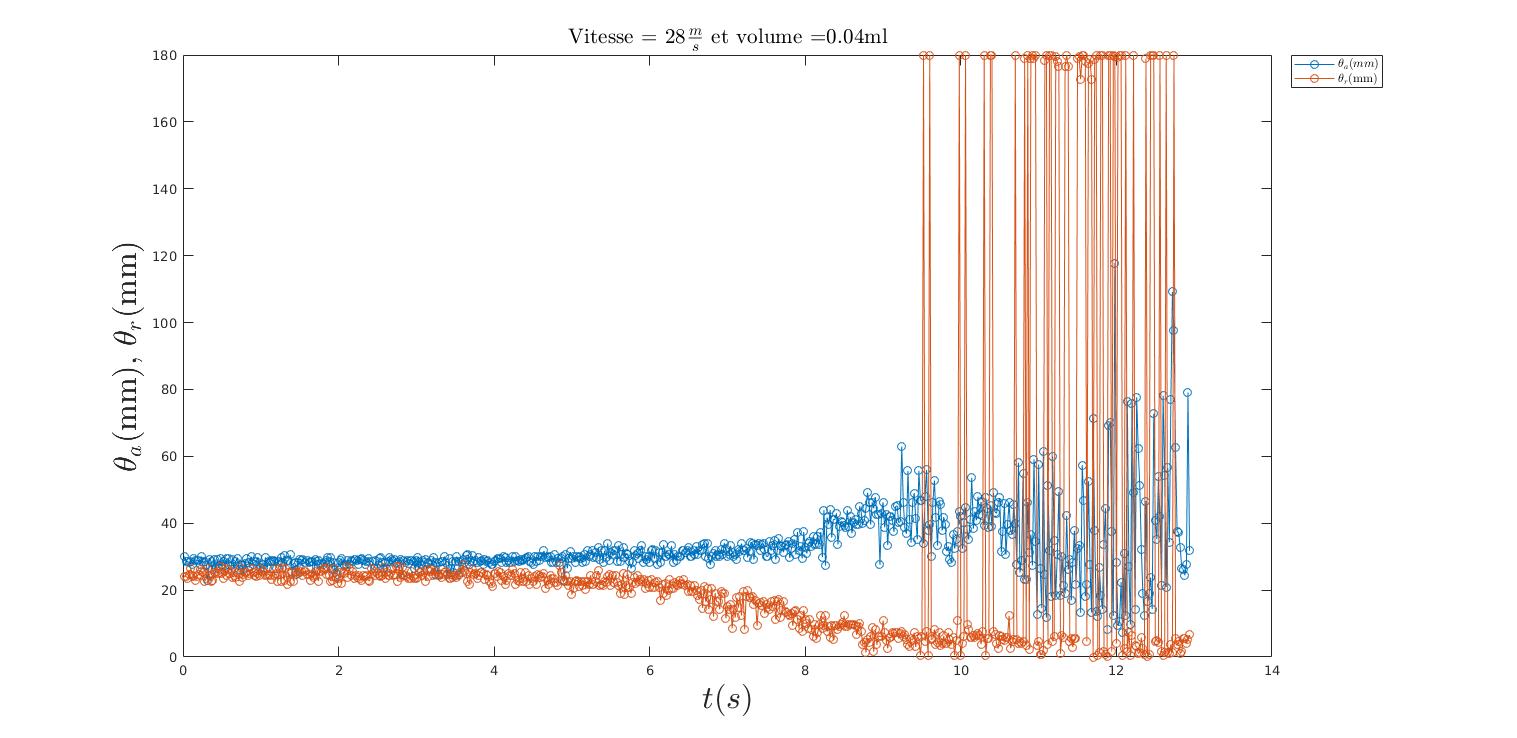 Vitesse = 28 m/s et volume =0.04ml
θa(mm)
θr(mm)
180
160
140
120
100
80
60
40
20
0
θa(mm), θr(mm)
0 2 4 6 8 10 12 14
t(s)